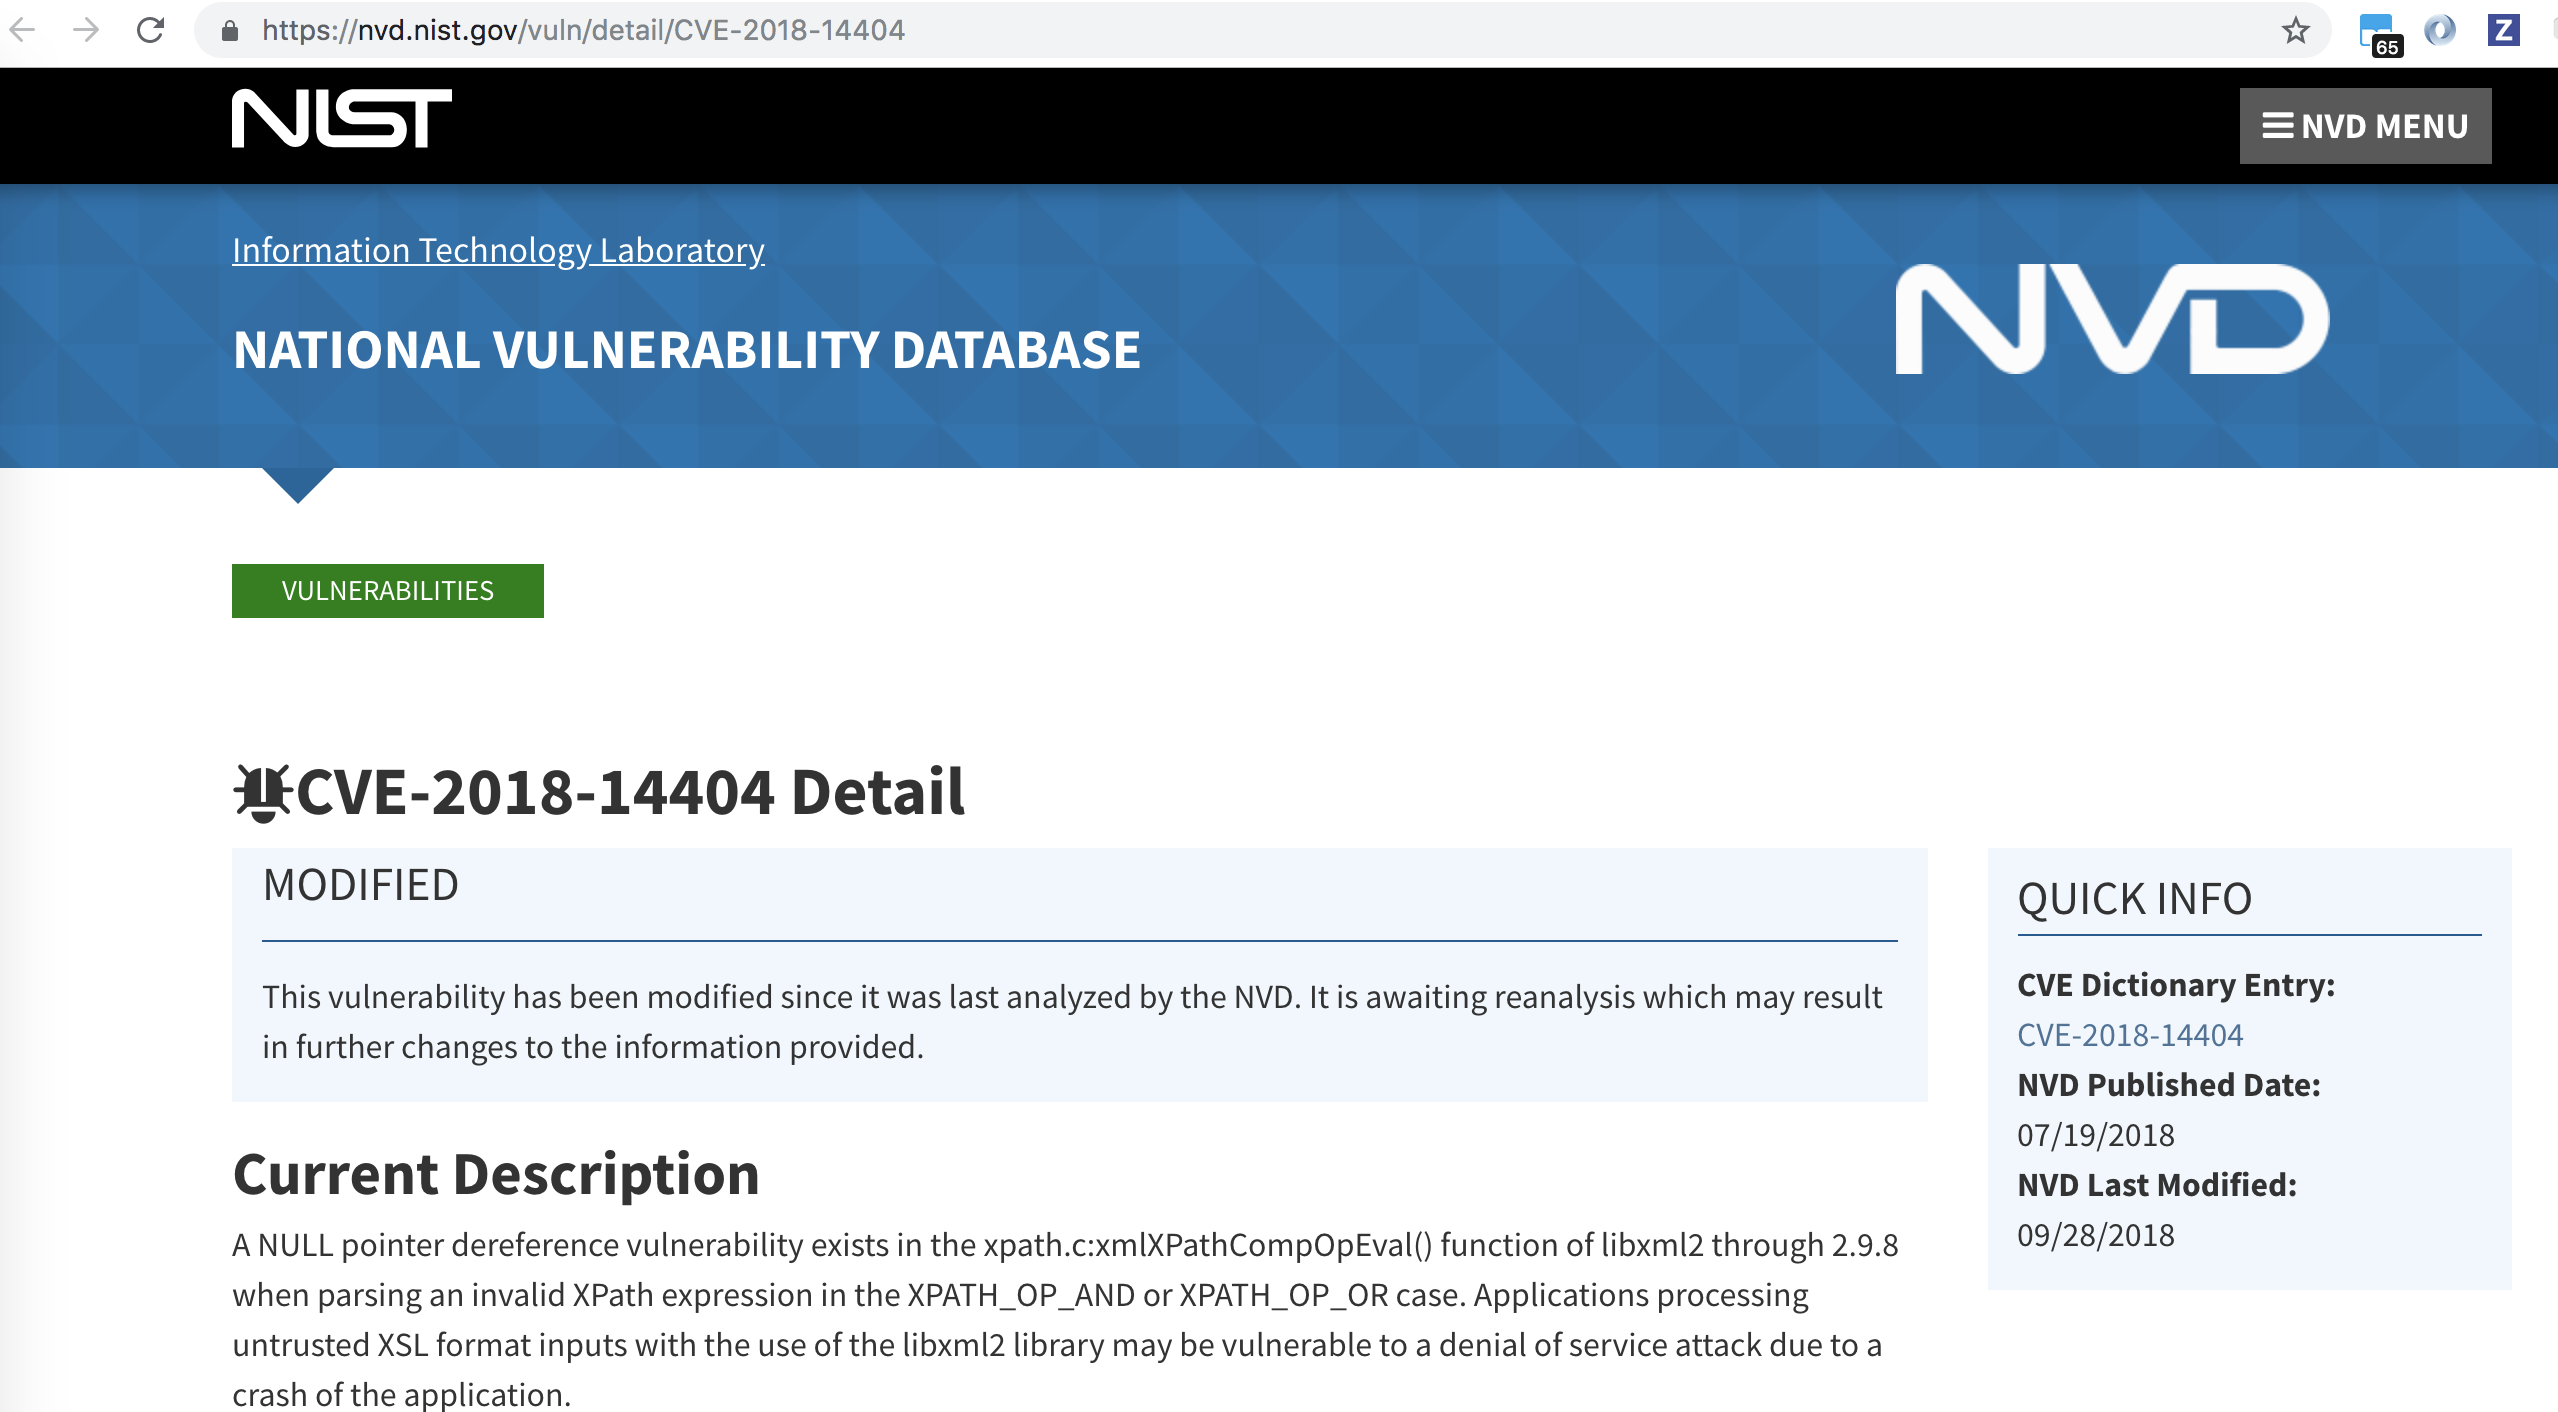 https://nvd.nist.gov/vuln/detail/CVE-2018-14404
65
Z
NIST
NVD MENU
Information Technology Laboratory
NVD
NATIONAL VULNERABILITY DATABASE
VULNERABILITIES
CVE-2018-14404 Detail
MODIFIED
This vulnerability has been modified since it was last analyzed by the NVD. It is awaiting reanalysis which may result
in further changes to the information provided.
Current Description
A NULL pointer dereference vulnerability exists in the xpath.c:xmlXPathCompOpEval() function of libxml2 through 2.9.8
when parsing an invalid XPath expression in the XPATH_OP_AND or XPATH_OP_OR case. Applications processing
untrusted XSL format inputs with the use of the libxml2 library may be vulnerable to a denial of service attack due to a
crash of the application.
QUICK INFO
CVE Dictionary Entry:
CVE-2018-14404
NVD Published Date:
07/19/2018
NVD Last Modified:
09/28/2018